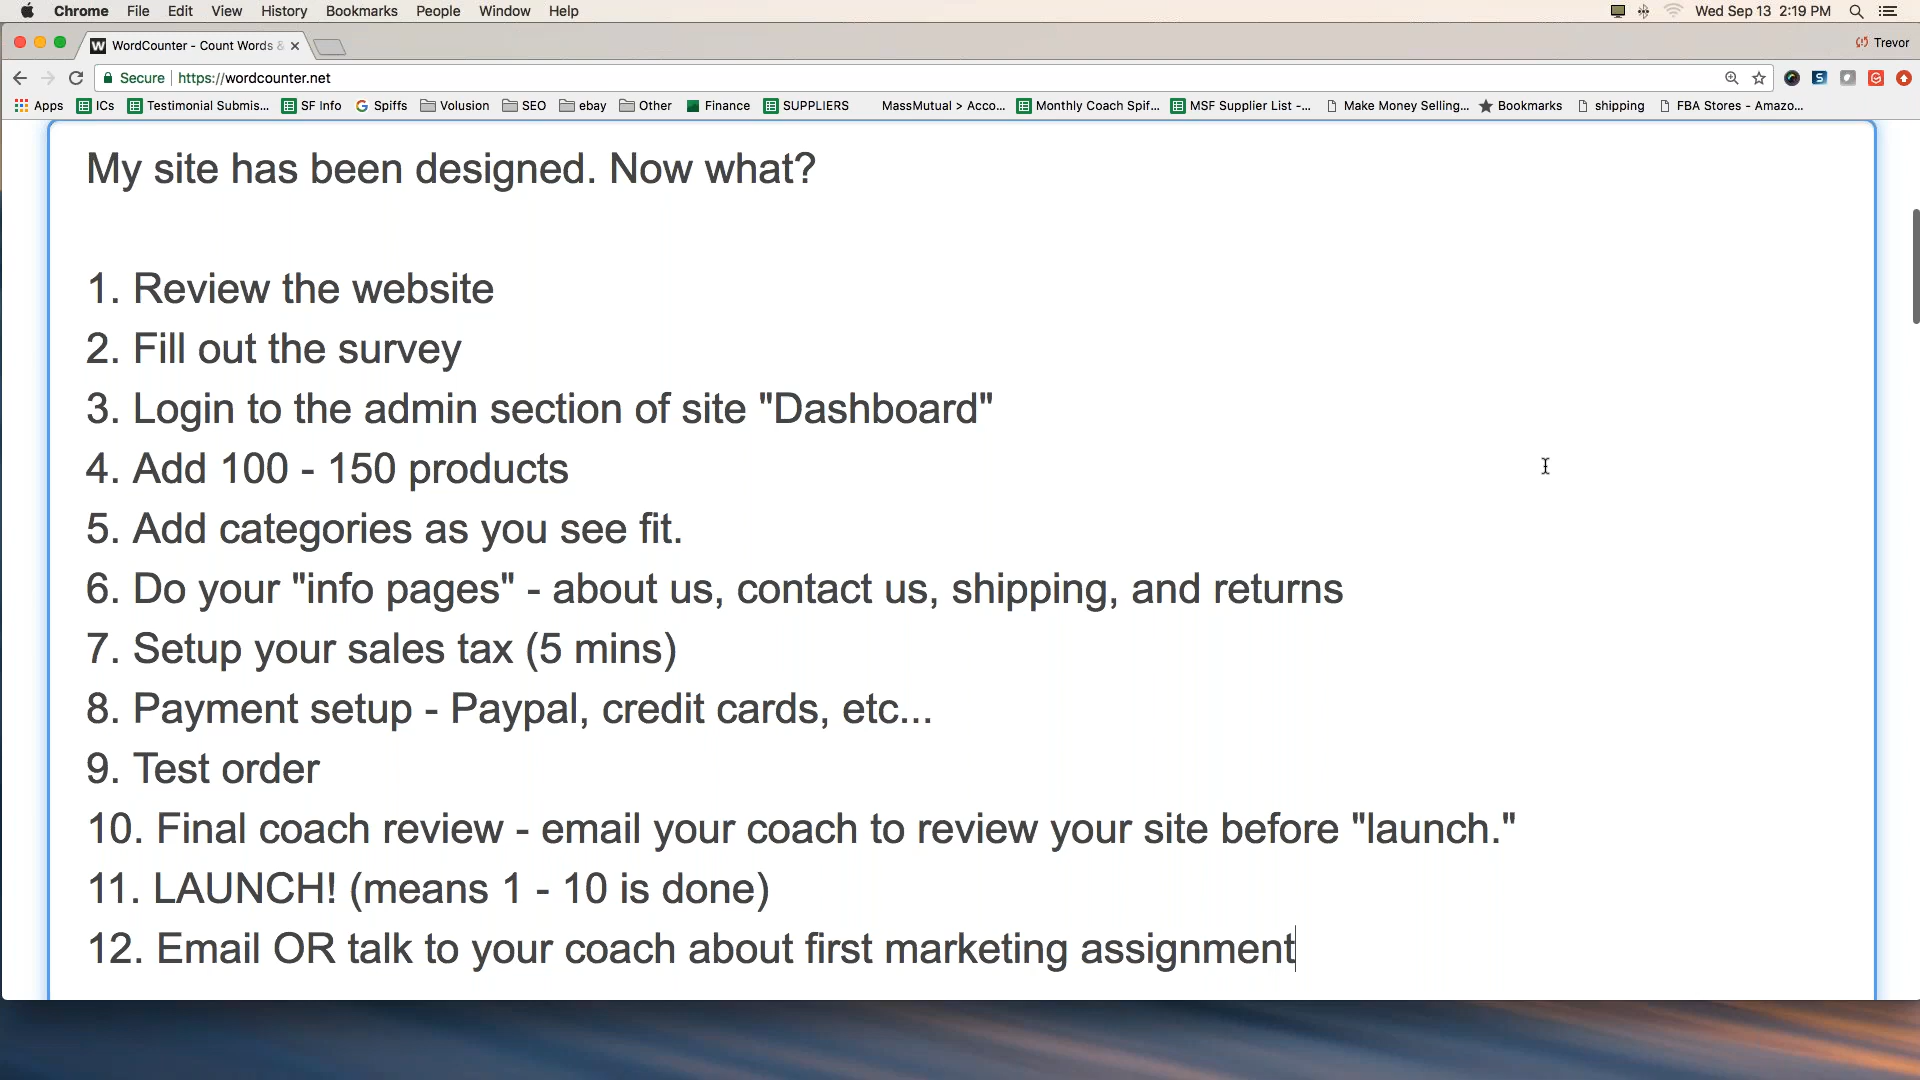 Chrome File Edit View History Bookmarks People Window Help Wed Sep 13 2:19 PM
WordCounter - Count Words & Trevor
Secure https://wordcounter.net
Apps ICs Testimonial Submis... SF Info Spiffs Volusion SEO ebay Other Finance SUPPLIERS MassMutual > Acco... Monthly Coach Spif... MSF Supplier List -... Make Money Selling... Bookmarks shipping FBA Stores - Amazo...
My site has been designed. Now what?
1. Review the website
2. Fill out the survey
3. Login to the admin section of site "Dashboard"
4. Add 100 - 150 products
5. Add categories as you see fit.
6. Do your "info pages" - about us, contact us, shipping, and returns
7. Setup your sales tax (5 mins)
8. Payment setup - Paypal, credit cards, etc...
9. Test order
10. Final coach review - email your coach to review your site before "launch."
11. LAUNCH! (means 1 - 10 is done)
12. Email OR talk to your coach about first marketing assignment